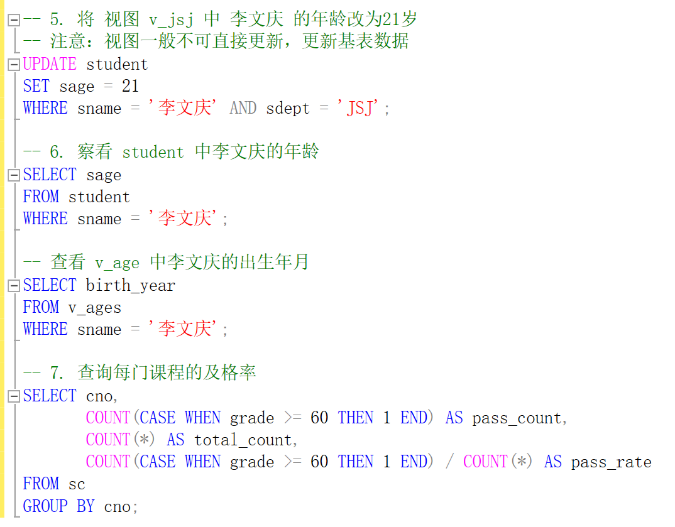 -- 5. 将 视图 v_jsj 中 李文庆 的年龄改为21岁
-- 注意：视图一般不可直接更新，更新基表数据
UPDATE student
SET sage = 21
WHERE sname = '李文庆' AND sdept = 'JSJ';
-- 6. 察看 student 中李文庆的年龄
SELECT sage
FROM student
WHERE sname = '李文庆';
-- 查看 v_age 中李文庆的出生年月
SELECT birth_year
FROM v_ages
WHERE sname = '李文庆';
-- 7. 查询每门课程的及格率
SELECT cno,
COUNT(CASE WHEN grade >= 60 THEN 1 END) AS pass_count,
COUNT(*) AS total_count,
COUNT(CASE WHEN grade >= 60 THEN 1 END) / COUNT(*) AS pass_rate
FROM sc
GROUP BY cno;